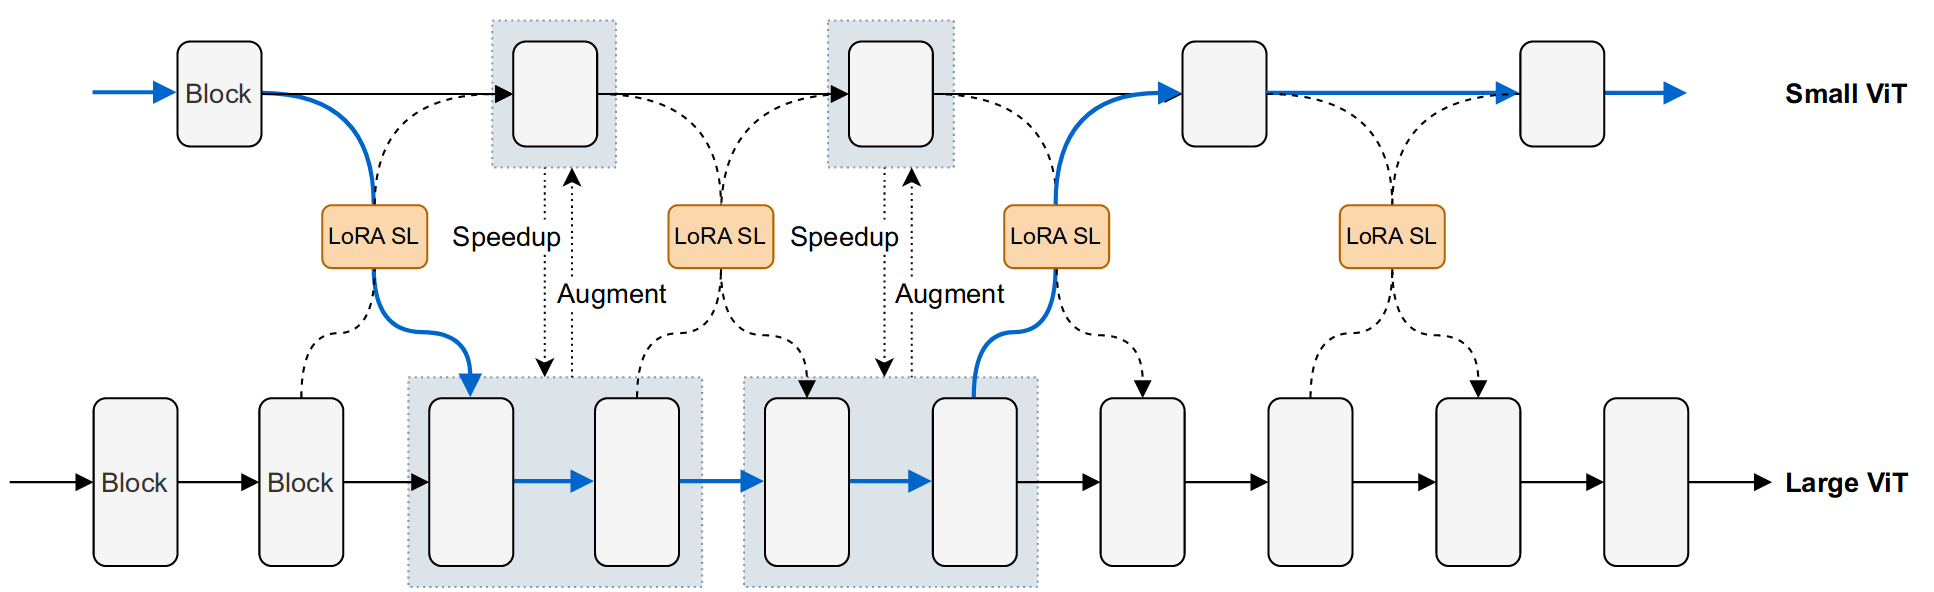 Block
Small ViT
LoRA SL
Speedup
LoRA SL
Speedup
LoRA SL
LoRA SL
Augment
Augment
Block
Block
Large ViT